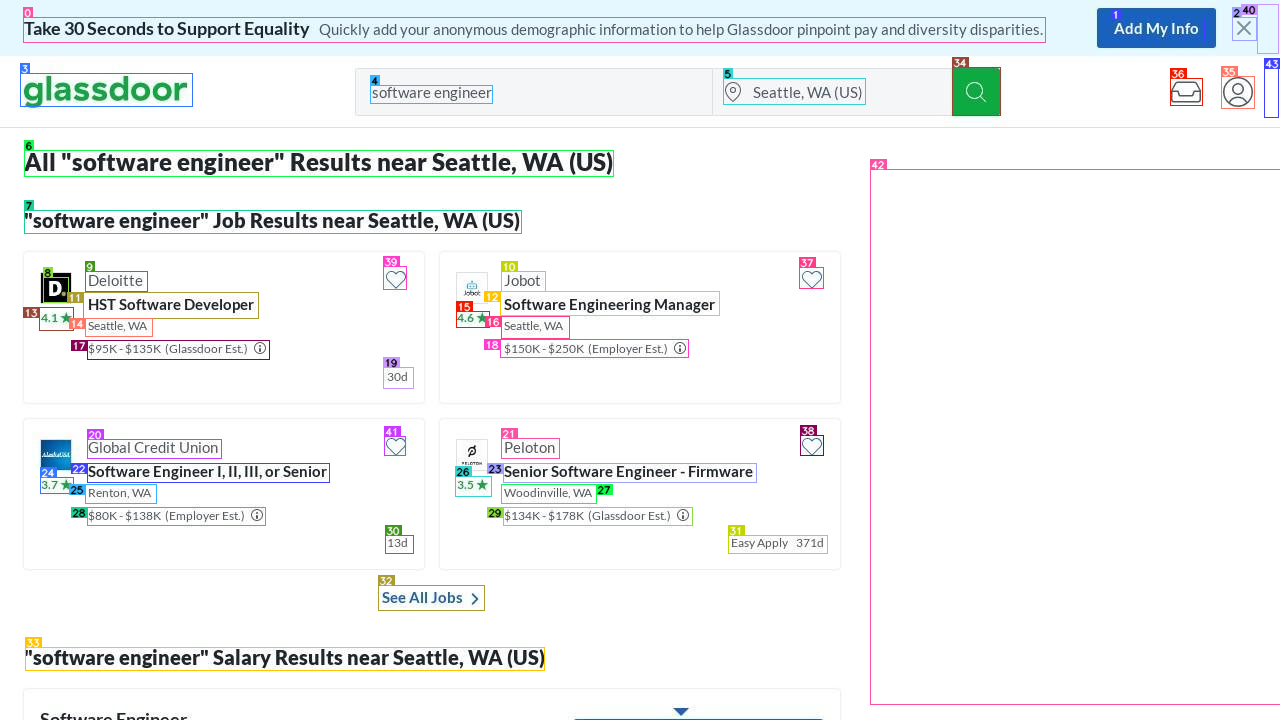 Take 30 Seconds to Support Equality Quickly add your anonymous demographic information to help Glassdoor pinpoint pay and diversity disparities.
Add My Info
glassdoor
software engineer
Seattle, WA (US)
All "software engineer" Results near Seattle, WA (US)
"software engineer" Job Results near Seattle, WA (US)
D.
Deloitte
HST Software Developer
4.1 ★
Seattle, WA
$95K - $135K (Glassdoor Est.)
30d
Jobot
Jobot
Software Engineering Manager
4.6 ★
Seattle, WA
$150K - $250K (Employer Est.)
Global Credit Union
Software Engineer I, II, III, or Senior
3.7 ★
Renton, WA
$80K - $138K (Employer Est.)
13d
PELOTON
Peloton
Senior Software Engineer - Firmware
3.5 ★
Woodinville, WA
$134K - $178K (Glassdoor Est.)
Easy Apply 371d
See All Jobs
"software engineer" Salary Results near Seattle, WA (US)
Software Engineer
0
1
2
40
3
4
5
34
36
35
43
6
7
8
9
39
10
37
11
12
13
14
15
16
17
18
19
42
20
41
21
38
22
23
24
25
26
27
28
29
30
31
32
33